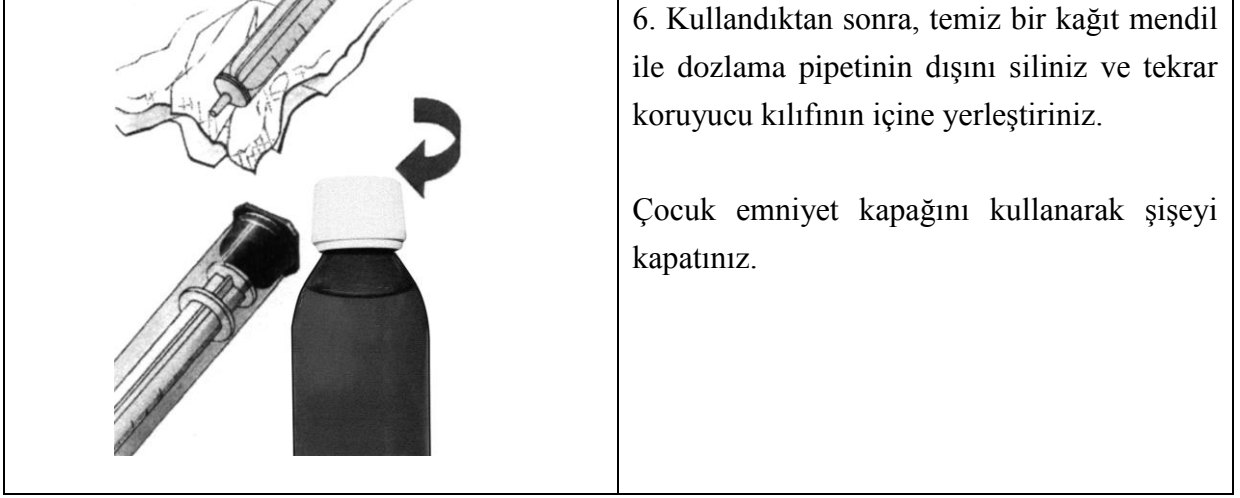 6. Kullandıktan sonra, temiz bir kağıt mendil
ile dozlama pipetinin dışını siliniz ve tekrar
koruyucu kılıfının içine yerleştiriniz.
Çocuk emniyet kapağını kullanarak şişeyi
kapatınız.